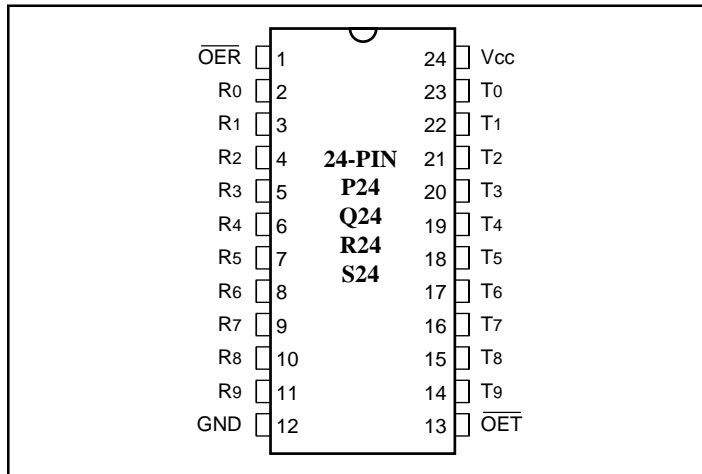 O̅E̅R̅ 1 24 Vcc
R0 2 23 T0
R1 3 22 T1
R2 4 24-PIN 21 T2
R3 5 P24 20 T3
R4 6 Q24 19 T4
R5 7 R24 18 T5
R6 8 S24 17 T6
R7 9 16 T7
R8 10 15 T8
R9 11 14 T9
GND 12 13 O̅E̅T̅